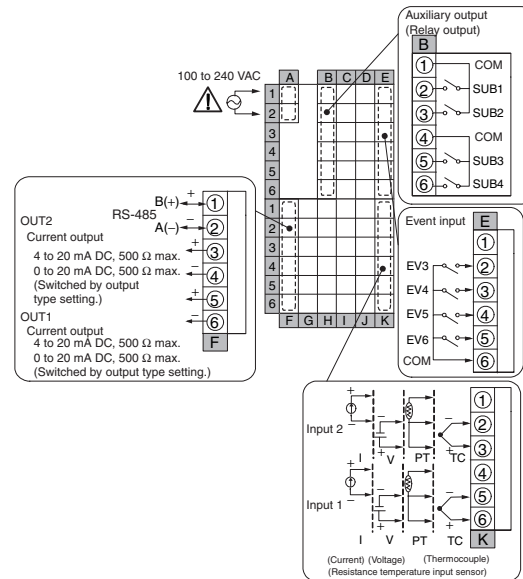 Auxiliary output
(Relay output)
B
1 COM
2 SUB1
3 SUB2
4 COM
5 SUB3
6 SUB4
100 to 240 VAC
A B C D E
1
2
3
4
5
6
1
2
3
4
5
6
F G H I J K
OUT2
RS-485
B(+) + 1
A(−) − 2
Current output
4 to 20 mA DC, 500 Ω max.
0 to 20 mA DC, 500 Ω max.
(Switched by output
type setting.)
+ 3
− 4
OUT1
+ 5
− 6
F
Current output
4 to 20 mA DC, 500 Ω max.
0 to 20 mA DC, 500 Ω max.
(Switched by output type setting.)
Event input
E
1
EV3 2
EV4 3
EV5 4
EV6 5
COM 6
1
2
3
4
5
6
K
Input 2
+ − − + − +
I V PT TC
Input 1
+ − − + − +
I V PT TC
(Current) (Voltage) (Thermocouple)
(Resistance temperature input sensor)